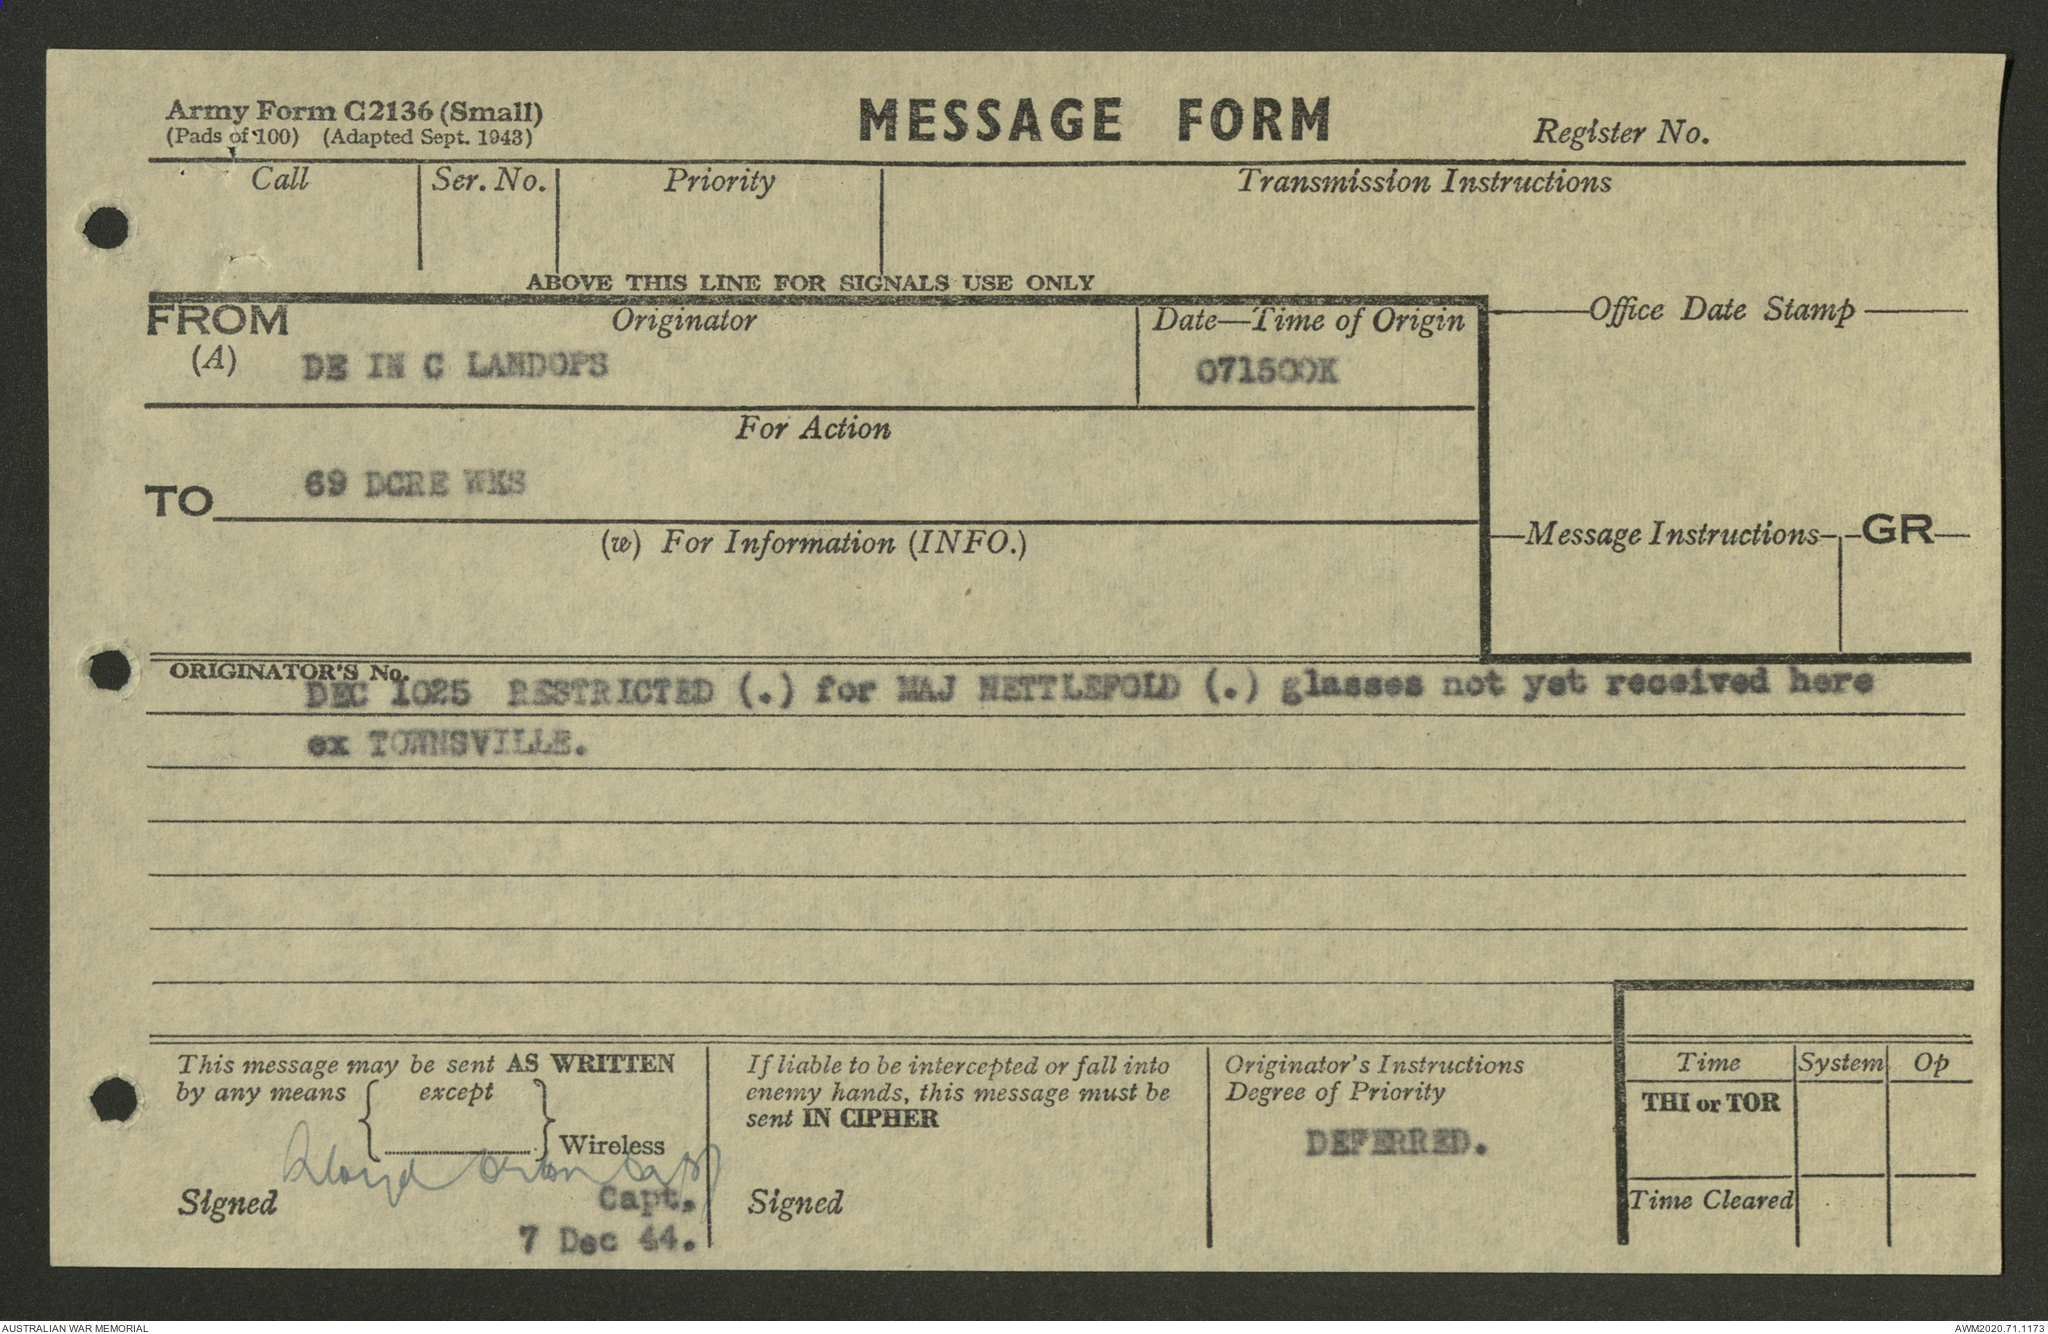 Army Form C2136 (Small)
(Pads of 100) (Adapted Sept. 1943)
MESSAGE FORM
Register No.
Call
Ser. No.
Priority
Transmission Instructions
ABOVE THIS LINE FOR SIGNALS USE ONLY
FROM
(A)
Originator
DE IN C LANDOPS
Date—Time of Origin
071500K
Office Date Stamp
For Action
TO
69 DCRE WKS
(w) For Information (INFO.)
Message Instructions
GR
ORIGINATOR'S No.
DEC 1025 RESTRICTED (.) for MAJ NETTLEFOLD (.) glasses not yet received here
ex TOWNSVILLE.
This message may be sent AS WRITTEN
by any means { except }
Wireless
Lloyd Capt
Signed
Capt.
7 Dec 44.
If liable to be intercepted or fall into
enemy hands, this message must be
sent IN CIPHER
Signed
Originator's Instructions
Degree of Priority
DEFERRED.
Time
System
Op
THI or TOR
Time Cleared
AUSTRALIAN WAR MEMORIAL
AWM2020.71.1173